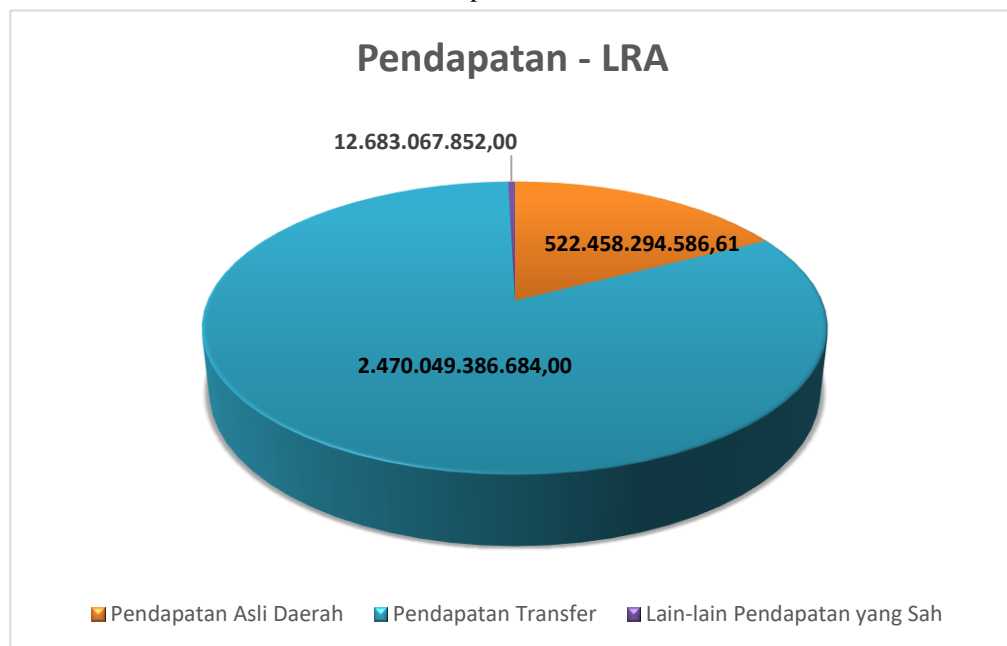 Pendapatan - LRA
12.683.067.852,00
522.458.294.586,61
2.470.049.386.684,00
Pendapatan Asli Daerah
Pendapatan Transfer
Lain-lain Pendapatan yang Sah